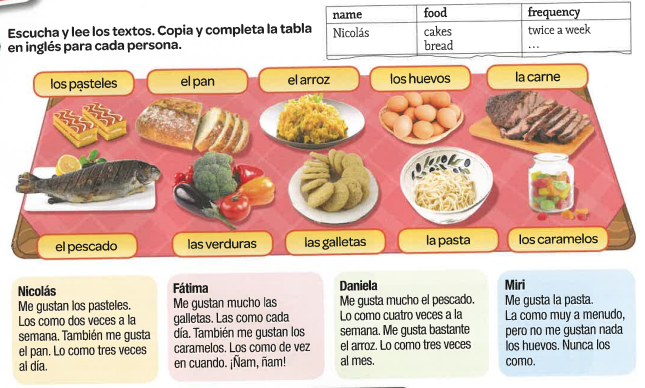 Escucha y lee los textos. Copia y completa la tabla
en inglés para cada persona.
name food frequency
Nicolás cakes twice a week
bread ...
los pasteles
el pan
el arroz
los huevos
la carne
el pescado
las verduras
las galletas
la pasta
los caramelos
Nicolás
Me gustan los pasteles.
Los como dos veces a la
semana. También me gusta
el pan. Lo como tres veces
al día.
Fátima
Me gustan mucho las
galletas. Las como cada
día. También me gustan los
caramelos. Los como de vez
en cuando. ¡Ñam, ñam!
Daniela
Me gusta mucho el pescado.
Lo como cuatro veces a la
semana. Me gusta bastante
el arroz. Lo como tres veces
al mes.
Miri
Me gusta la pasta.
La como muy a menudo,
pero no me gustan nada
los huevos. Nunca los
como.